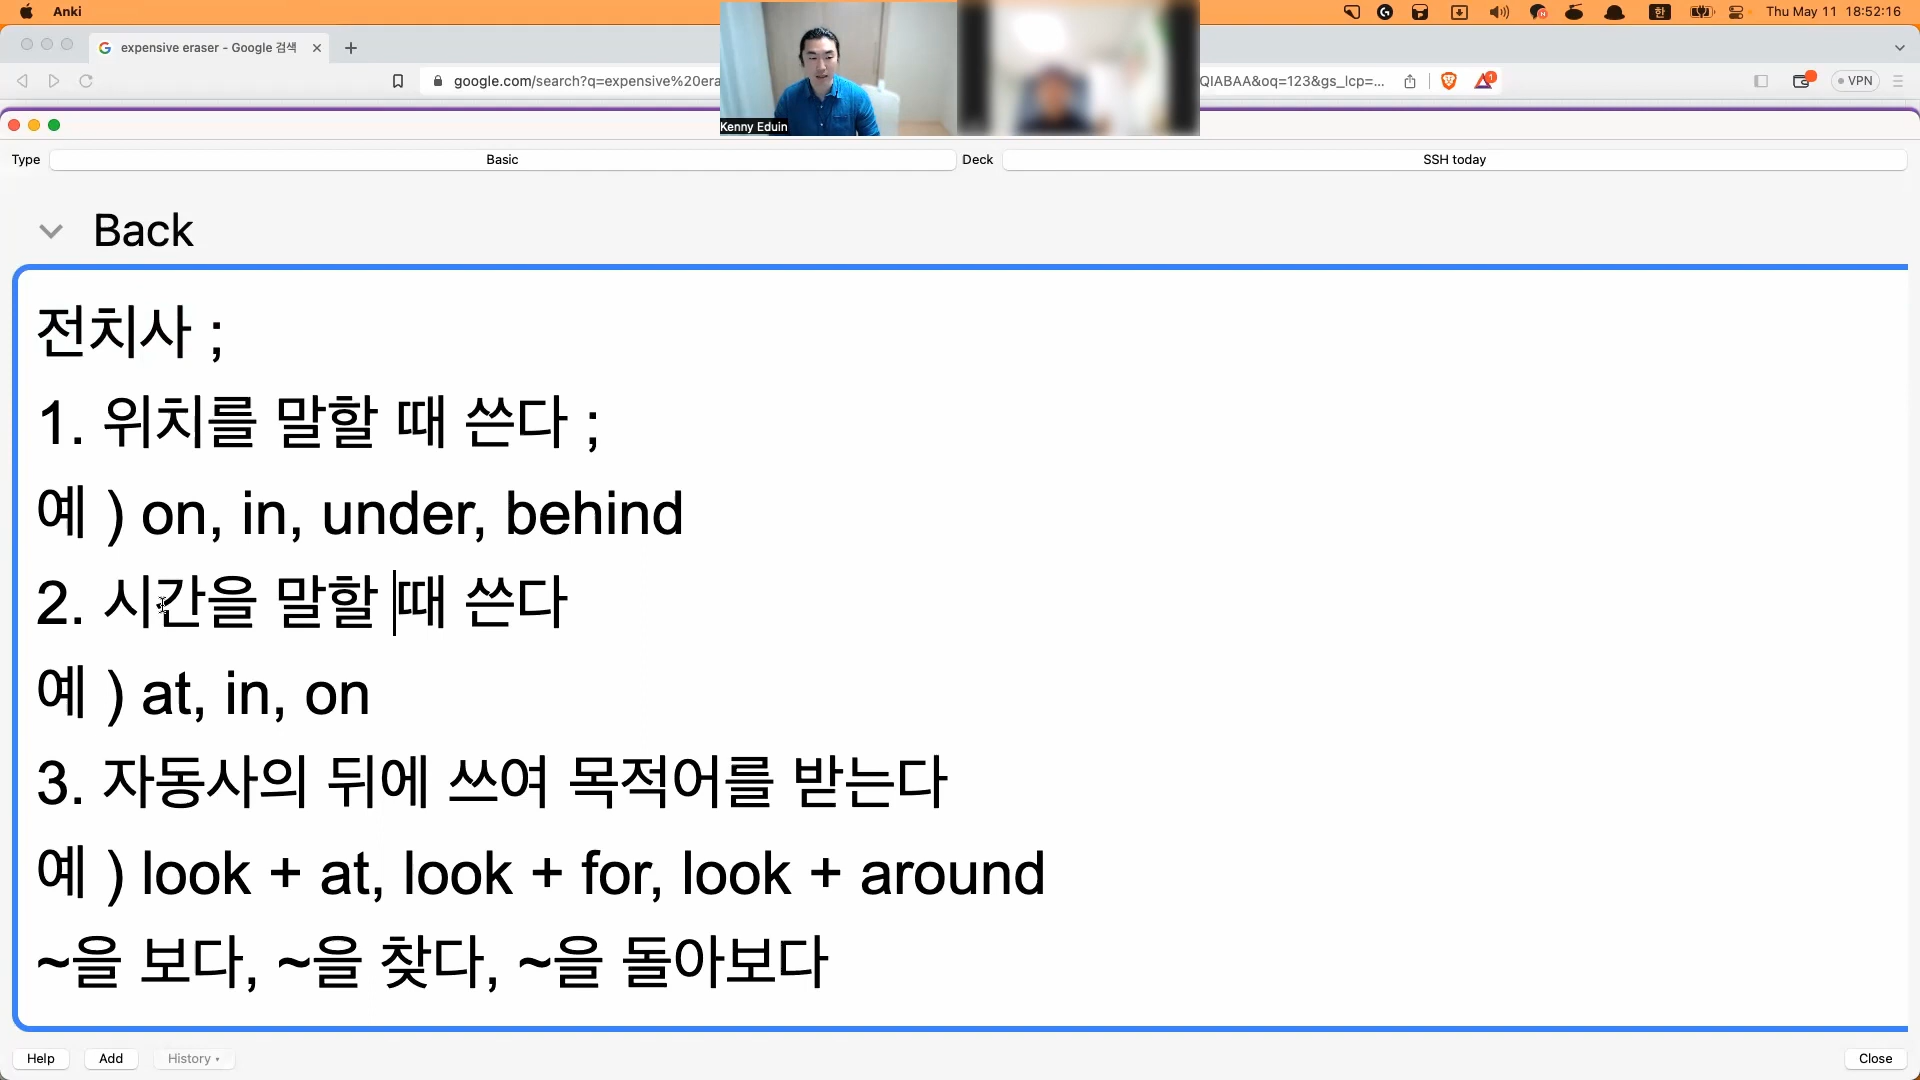 Anki
Thu May 11 18:52:16
expensive eraser - Google 검색
google.com/search?q=expensive%20era
QIABAA&oq=123&gs_lcp=...
VPN
Kenny Eduin
Type
Basic
Deck
SSH today
Back
전치사 ;
1. 위치를 말할 때 쓴다 ;
예 ) on, in, under, behind
2. 시간을 말할 때 쓴다
예 ) at, in, on
3. 자동사의 뒤에 쓰여 목적어를 받는다
예 ) look + at, look + for, look + around
~을 보다, ~을 찾다, ~을 돌아보다
Help
Add
History
Close